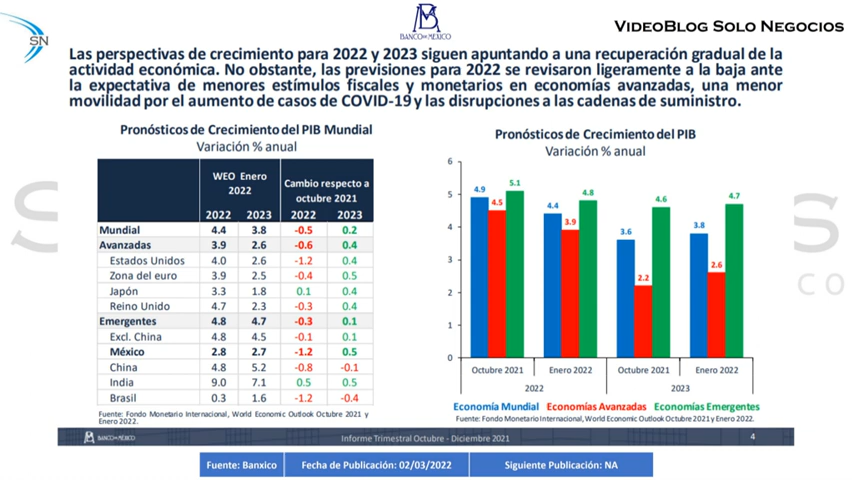 SN
BANCO DE MÉXICO
VIDEOBLOG SOLO NEGOCIOS
Las perspectivas de crecimiento para 2022 y 2023 siguen apuntando a una recuperación gradual de la
actividad económica. No obstante, las previsiones para 2022 se revisaron ligeramente a la baja ante
la expectativa de menores estímulos fiscales y monetarios en economías avanzadas, una menor
movilidad por el aumento de casos de COVID-19 y las disrupciones a las cadenas de suministro.
Pronósticos de Crecimiento del PIB Mundial
Variación % anual
WEO Enero
2022
Cambio respecto a
octubre 2021
2022 2023 2022 2023
Mundial 4.4 3.8 -0.5 0.2
Avanzadas 3.9 2.6 -0.6 0.4
Estados Unidos 4.0 2.6 -1.2 0.4
Zona del euro 3.9 2.5 -0.4 0.5
Japón 3.3 1.8 0.1 0.4
Reino Unido 4.7 2.3 -0.3 0.4
Emergentes 4.8 4.7 -0.3 0.1
Excl. China 4.8 4.5 -0.1 0.1
México 2.8 2.7 -1.2 0.5
China 4.8 5.2 -0.8 -0.1
India 9.0 7.1 0.5 0.5
Brasil 0.3 1.6 -1.2 -0.4
Fuente: Fondo Monetario Internacional, World Economic Outlook Octubre 2021 y
Enero 2022.
Pronósticos de Crecimiento del PIB
Variación % anual
6
5
4
3
2
1
0
4.9 4.5 5.1
4.4 3.9 4.8
3.6 2.2 4.6
3.8 2.6 4.7
Octubre 2021 Enero 2022 Octubre 2021 Enero 2022
2022 2023
Economía Mundial Economías Avanzadas Economías Emergentes
Fuente: Fondo Monetario Internacional, World Economic Outlook Octubre 2021 y Enero 2022.
BANCO DE MÉXICO
Informe Trimestral Octubre - Diciembre 2021
4
Fuente: Banxico
Fecha de Publicación: 02/03/2022
Siguiente Publicación: NA
S
S
co